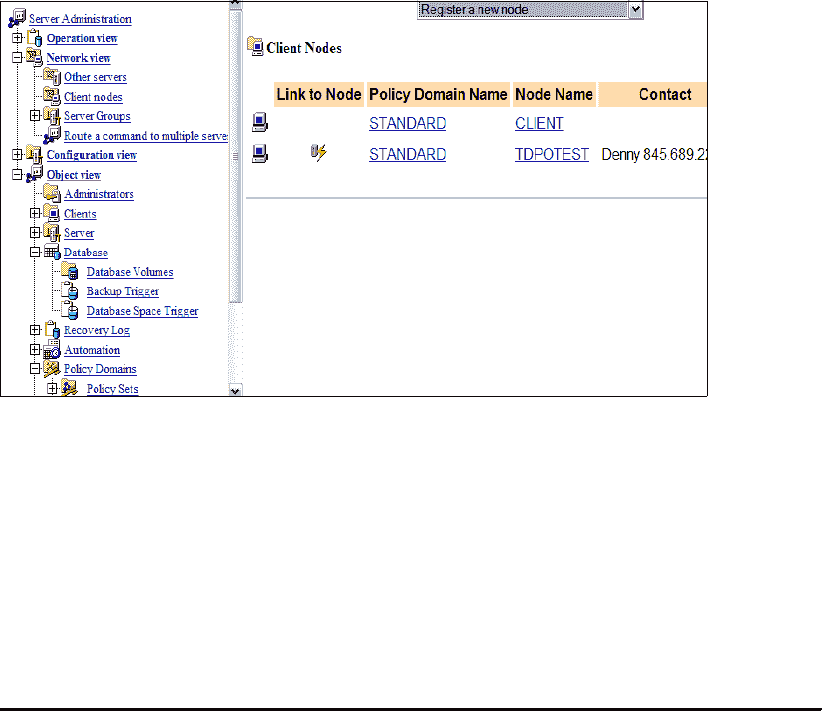 Server Administration
Operation view
Network view
Other servers
Client nodes
Server Groups
Route a command to multiple serve
Configuration view
Object view
Administrators
Clients
Server
Database
Database Volumes
Backup Trigger
Database Space Trigger
Recovery Log
Automation
Policy Domains
Policy Sets
Register a new node
Client Nodes
Link to Node Policy Domain Name Node Name Contact
STANDARD CLIENT
STANDARD TDPOTEST Denny 845.689.2